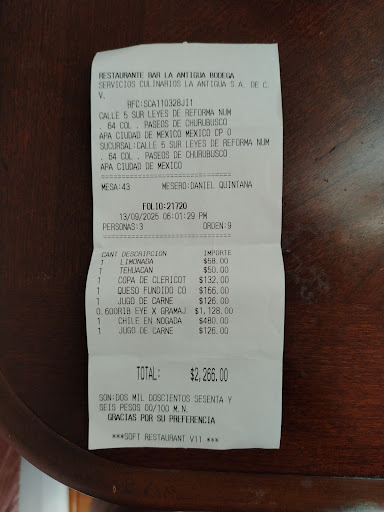 RESTAURANTE BAR LA ANTIGUA BODEGA
SERVICIOS CULINARIOS LA ANTIGUA S.A. DE C.
V.
RFC:SCA110328JI1
CALLE 5 SUR LEYES DE REFORMA NUM
. 64 COL . PASEOS DE CHURUBUSCO
APA CIUDAD DE MEXICO MEXICO CP 0
SUCURSAL:CALLE 5 SUR LEYES DE REFORMA NUM
. 64 COL . PASEOS DE CHURUBUSCO
APA CIUDAD DE MEXICO
MESA:43 MESERO:DANIEL QUINTANA
FOLIO:21720
13/09/2025 06:01:29 PM
PERSONAS:3 ORDEN:9
CANT DESCRIPCION IMPORTE
1 LIMONADA $58.00
1 TEHUACAN $50.00
1 COPA DE CLERICOT $132.00
1 QUESO FUNDIDO CO $166.00
1 JUGO DE CARNE $126.00
0.600RIB EYE X GRAMAJ $1,128.00
1 CHILE EN NOGADA $480.00
1 JUGO DE CARNE $126.00
TOTAL: $2,266.00
SON:DOS MIL DOSCIENTOS SESENTA Y
SEIS PESOS 00/100 M.N.
GRACIAS POR SU PREFERENCIA
***SOFT RESTAURANT V11 ***